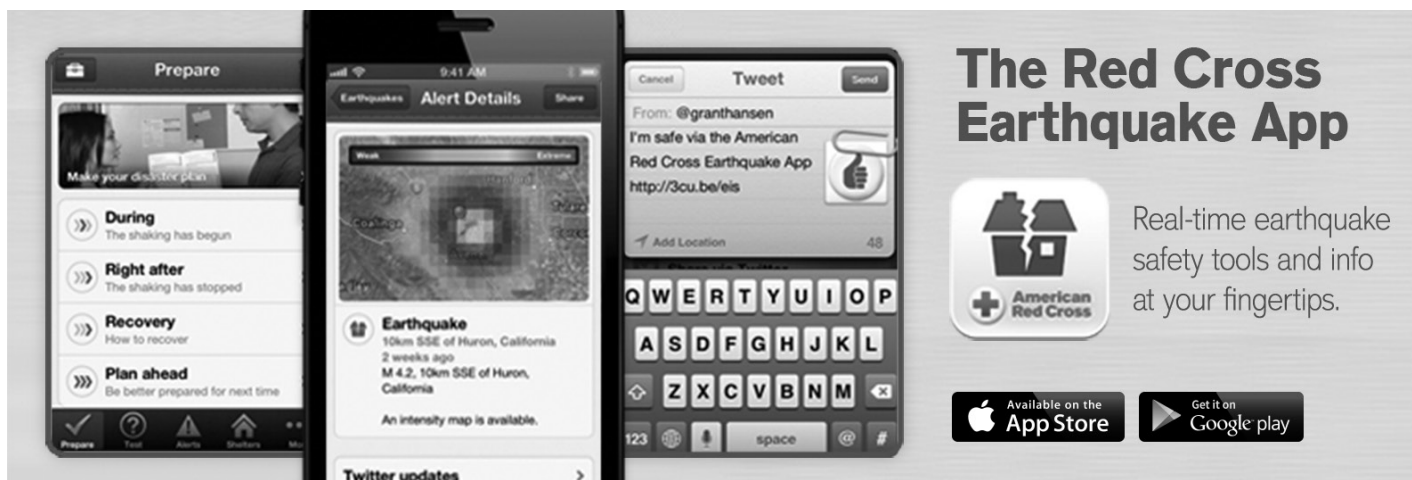 Prepare
Make your disaster plan
During
The shaking has begun
Right after
The shaking has stopped
Recovery
How to recover
Plan ahead
Be better prepared for next time
Prepare
Test
Alerts
Shelters
9:41 AM
Earthquakes
Alert Details
Share
Weak
Extreme
Hanford
Coalinga
Tulare
Earthquake
10km SSE of Huron, California
2 weeks ago
M 4.2, 10km SSE of Huron,
California
An intensity map is available.
Twitter updates
Cancel
Tweet
Send
From: @granthansen
I'm safe via the American
Red Cross Earthquake App
http://3cu.be/eis
Add Location
48
Share via Twitter
Q W E R T Y U I O P
A S D F G H J K L
Z X C V B N M
123
space
@
#
The Red Cross
Earthquake App
American
Red Cross
Real-time earthquake
safety tools and info
at your fingertips.
Available on the
App Store
Get it on
Google play